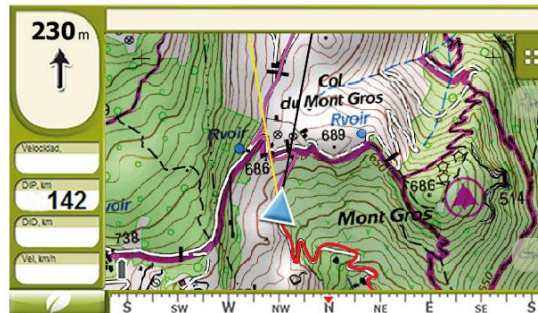 230 m
Velocidad,
DIP, km
142
DID, km
Vel, km/h
Col
du Mont Gros
Rvoir
689
Rvoir
686
686
514
Mont Gros
voir
738
S SW W NW N NE E SE S